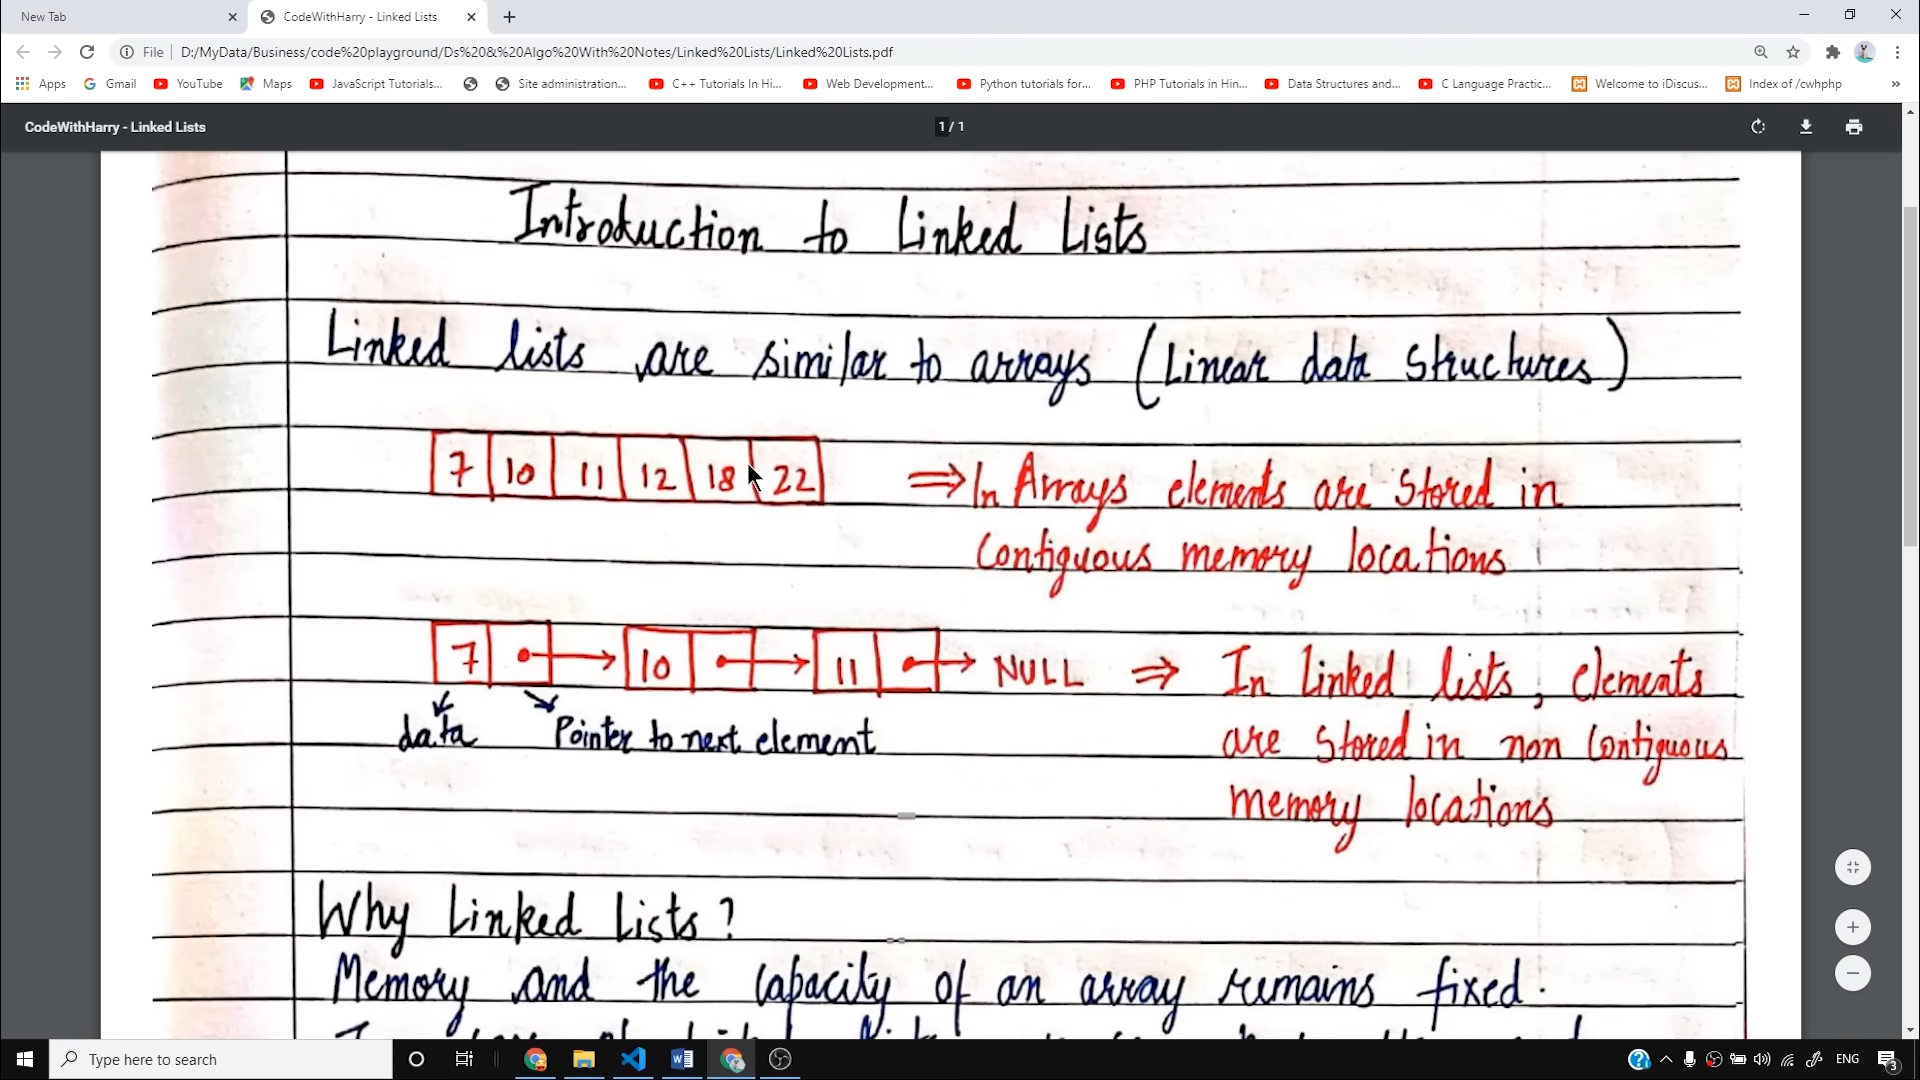 New Tab
CodeWithHarry - Linked Lists
File | D:/MyData/Business/code%20playground/Ds%20&%20Algo%20With%20Notes/Linked%20Lists/Linked%20Lists.pdf
Apps Gmail YouTube Maps JavaScript Tutorials... Site administration... C++ Tutorials In Hi... Web Development... Python tutorials for... PHP Tutorials in Hin... Data Structures and... C Language Practic... Welcome to iDiscus... Index of /cwhphp »
CodeWithHarry - Linked Lists 1 / 1
Introduction to Linked Lists
Linked lists are similar to arrays (Linear data Structures)
7 10 11 12 18 22 ⇒ In Arrays elements are Stored in
Contiguous memory locations
7 → 10 → 11 → NULL ⇒ In linked lists, elements
data Pointer to next element are stored in non Contiguous
memory locations
Why Linked Lists?
Memory and the capacity of an array remains fixed.
Type here to search
ENG
3